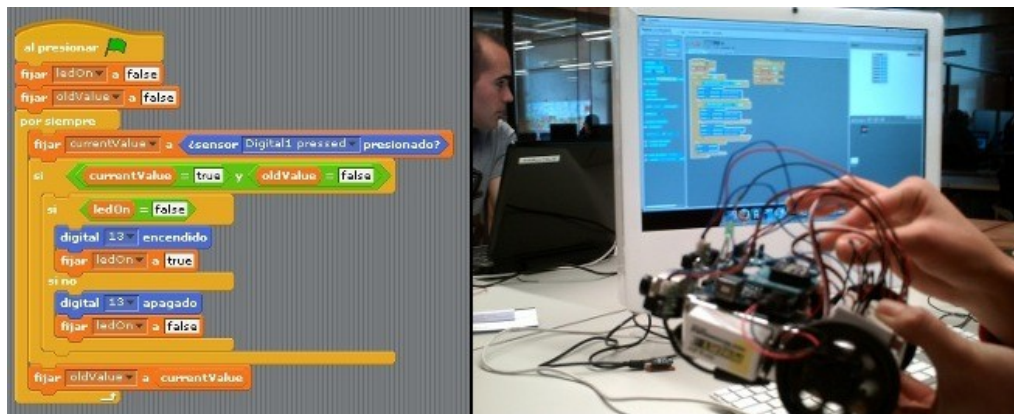 al presionar
fijar ledOn a false
fijar oldValue a false
por siempre
fijar currentValue a ¿sensor Digital1 pressed presionado?
si currentValue = true y oldValue = false
si ledOn = false
digital 13 encendido
fijar ledOn a true
si no
digital 13 apagado
fijar ledOn a false
fijar oldValue a currentValue